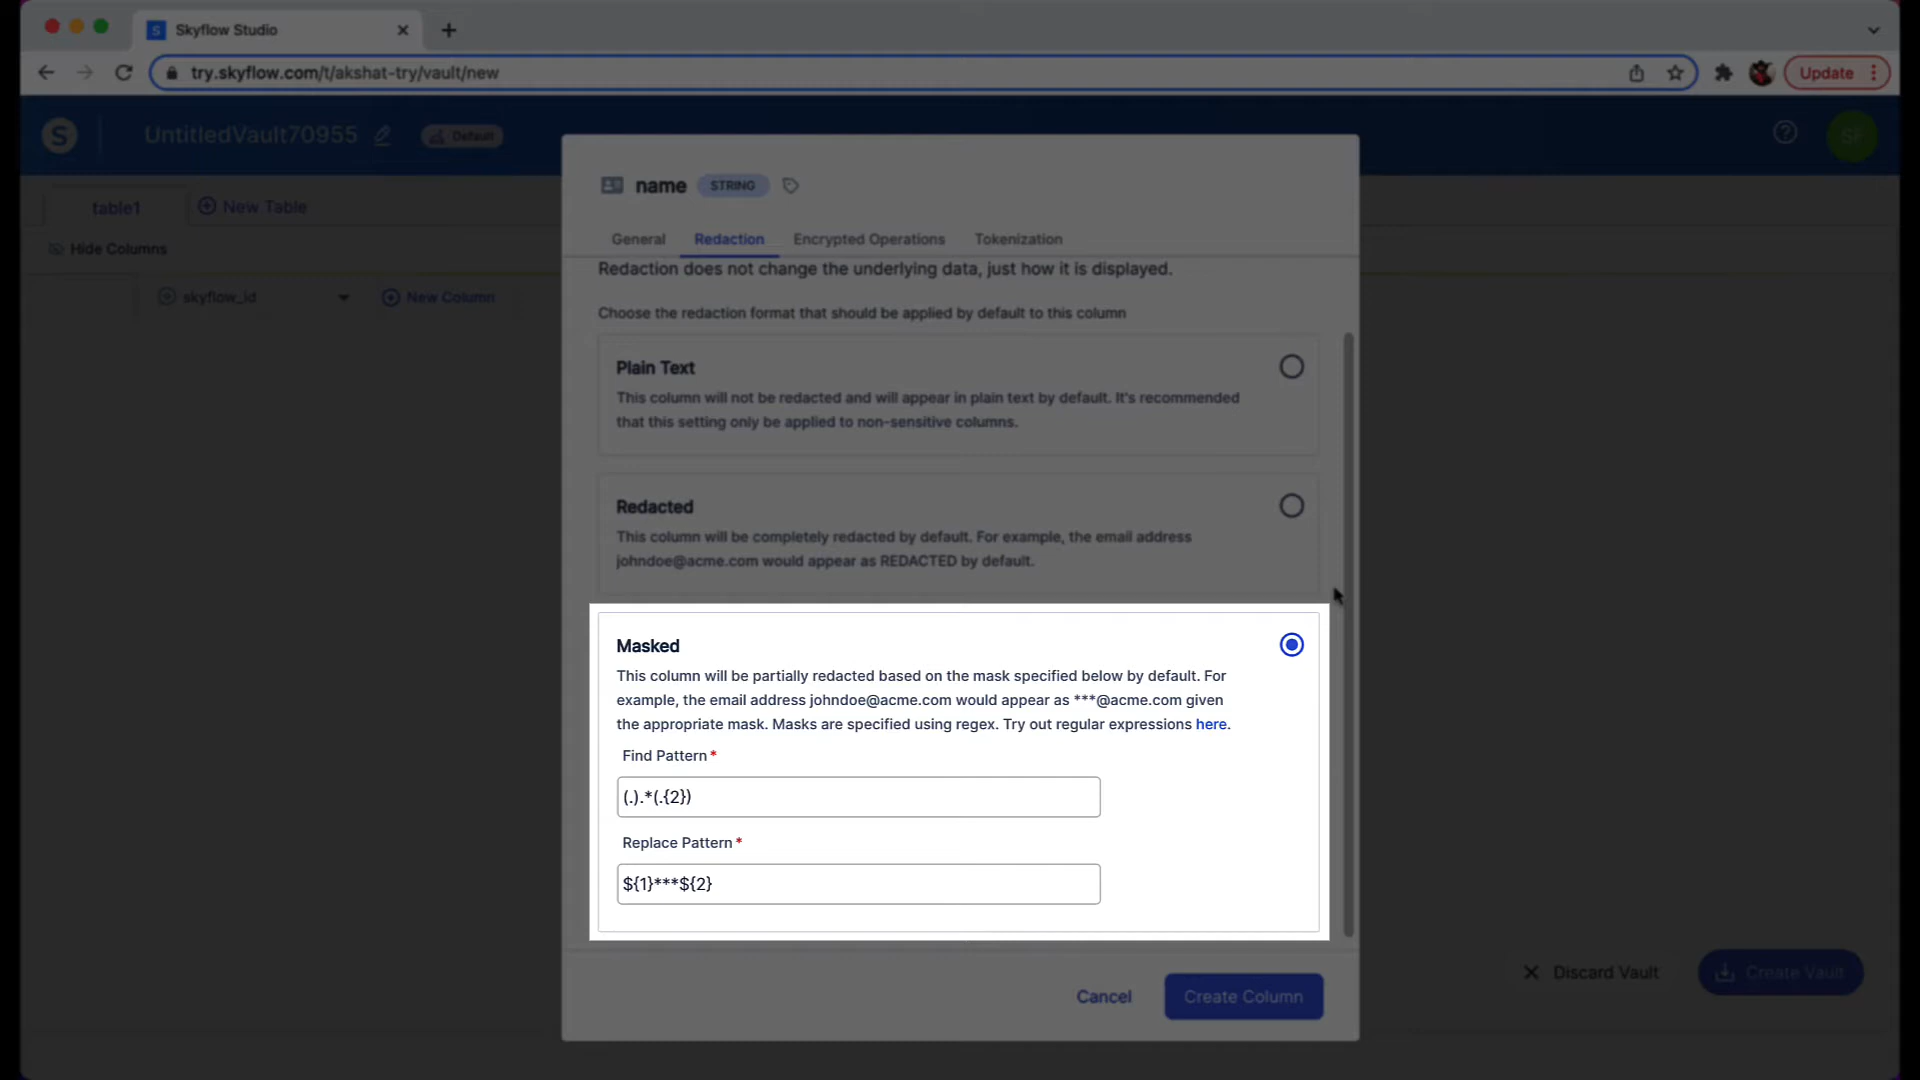 S Skyflow Studio
try.skyflow.com/t/akshat-try/vault/new
Update
S UntitledVault70955 Default
SF
table1 New Table
Hide Columns
skyflow_id New Column
name STRING
General Redaction Encrypted Operations Tokenization
Redaction does not change the underlying data, just how it is displayed.
Choose the redaction format that should be applied by default to this column
Plain Text
This column will not be redacted and will appear in plain text by default. It's recommended
that this setting only be applied to non-sensitive columns.
Redacted
This column will be completely redacted by default. For example, the email address
johndoe@acme.com would appear as REDACTED by default.
Masked
This column will be partially redacted based on the mask specified below by default. For
example, the email address johndoe@acme.com would appear as ***@acme.com given
the appropriate mask. Masks are specified using regex. Try out regular expressions here.
Find Pattern*
(.).*(.{2})
Replace Pattern*
${1}***${2}
Cancel Create Column
Discard Vault Create Vault